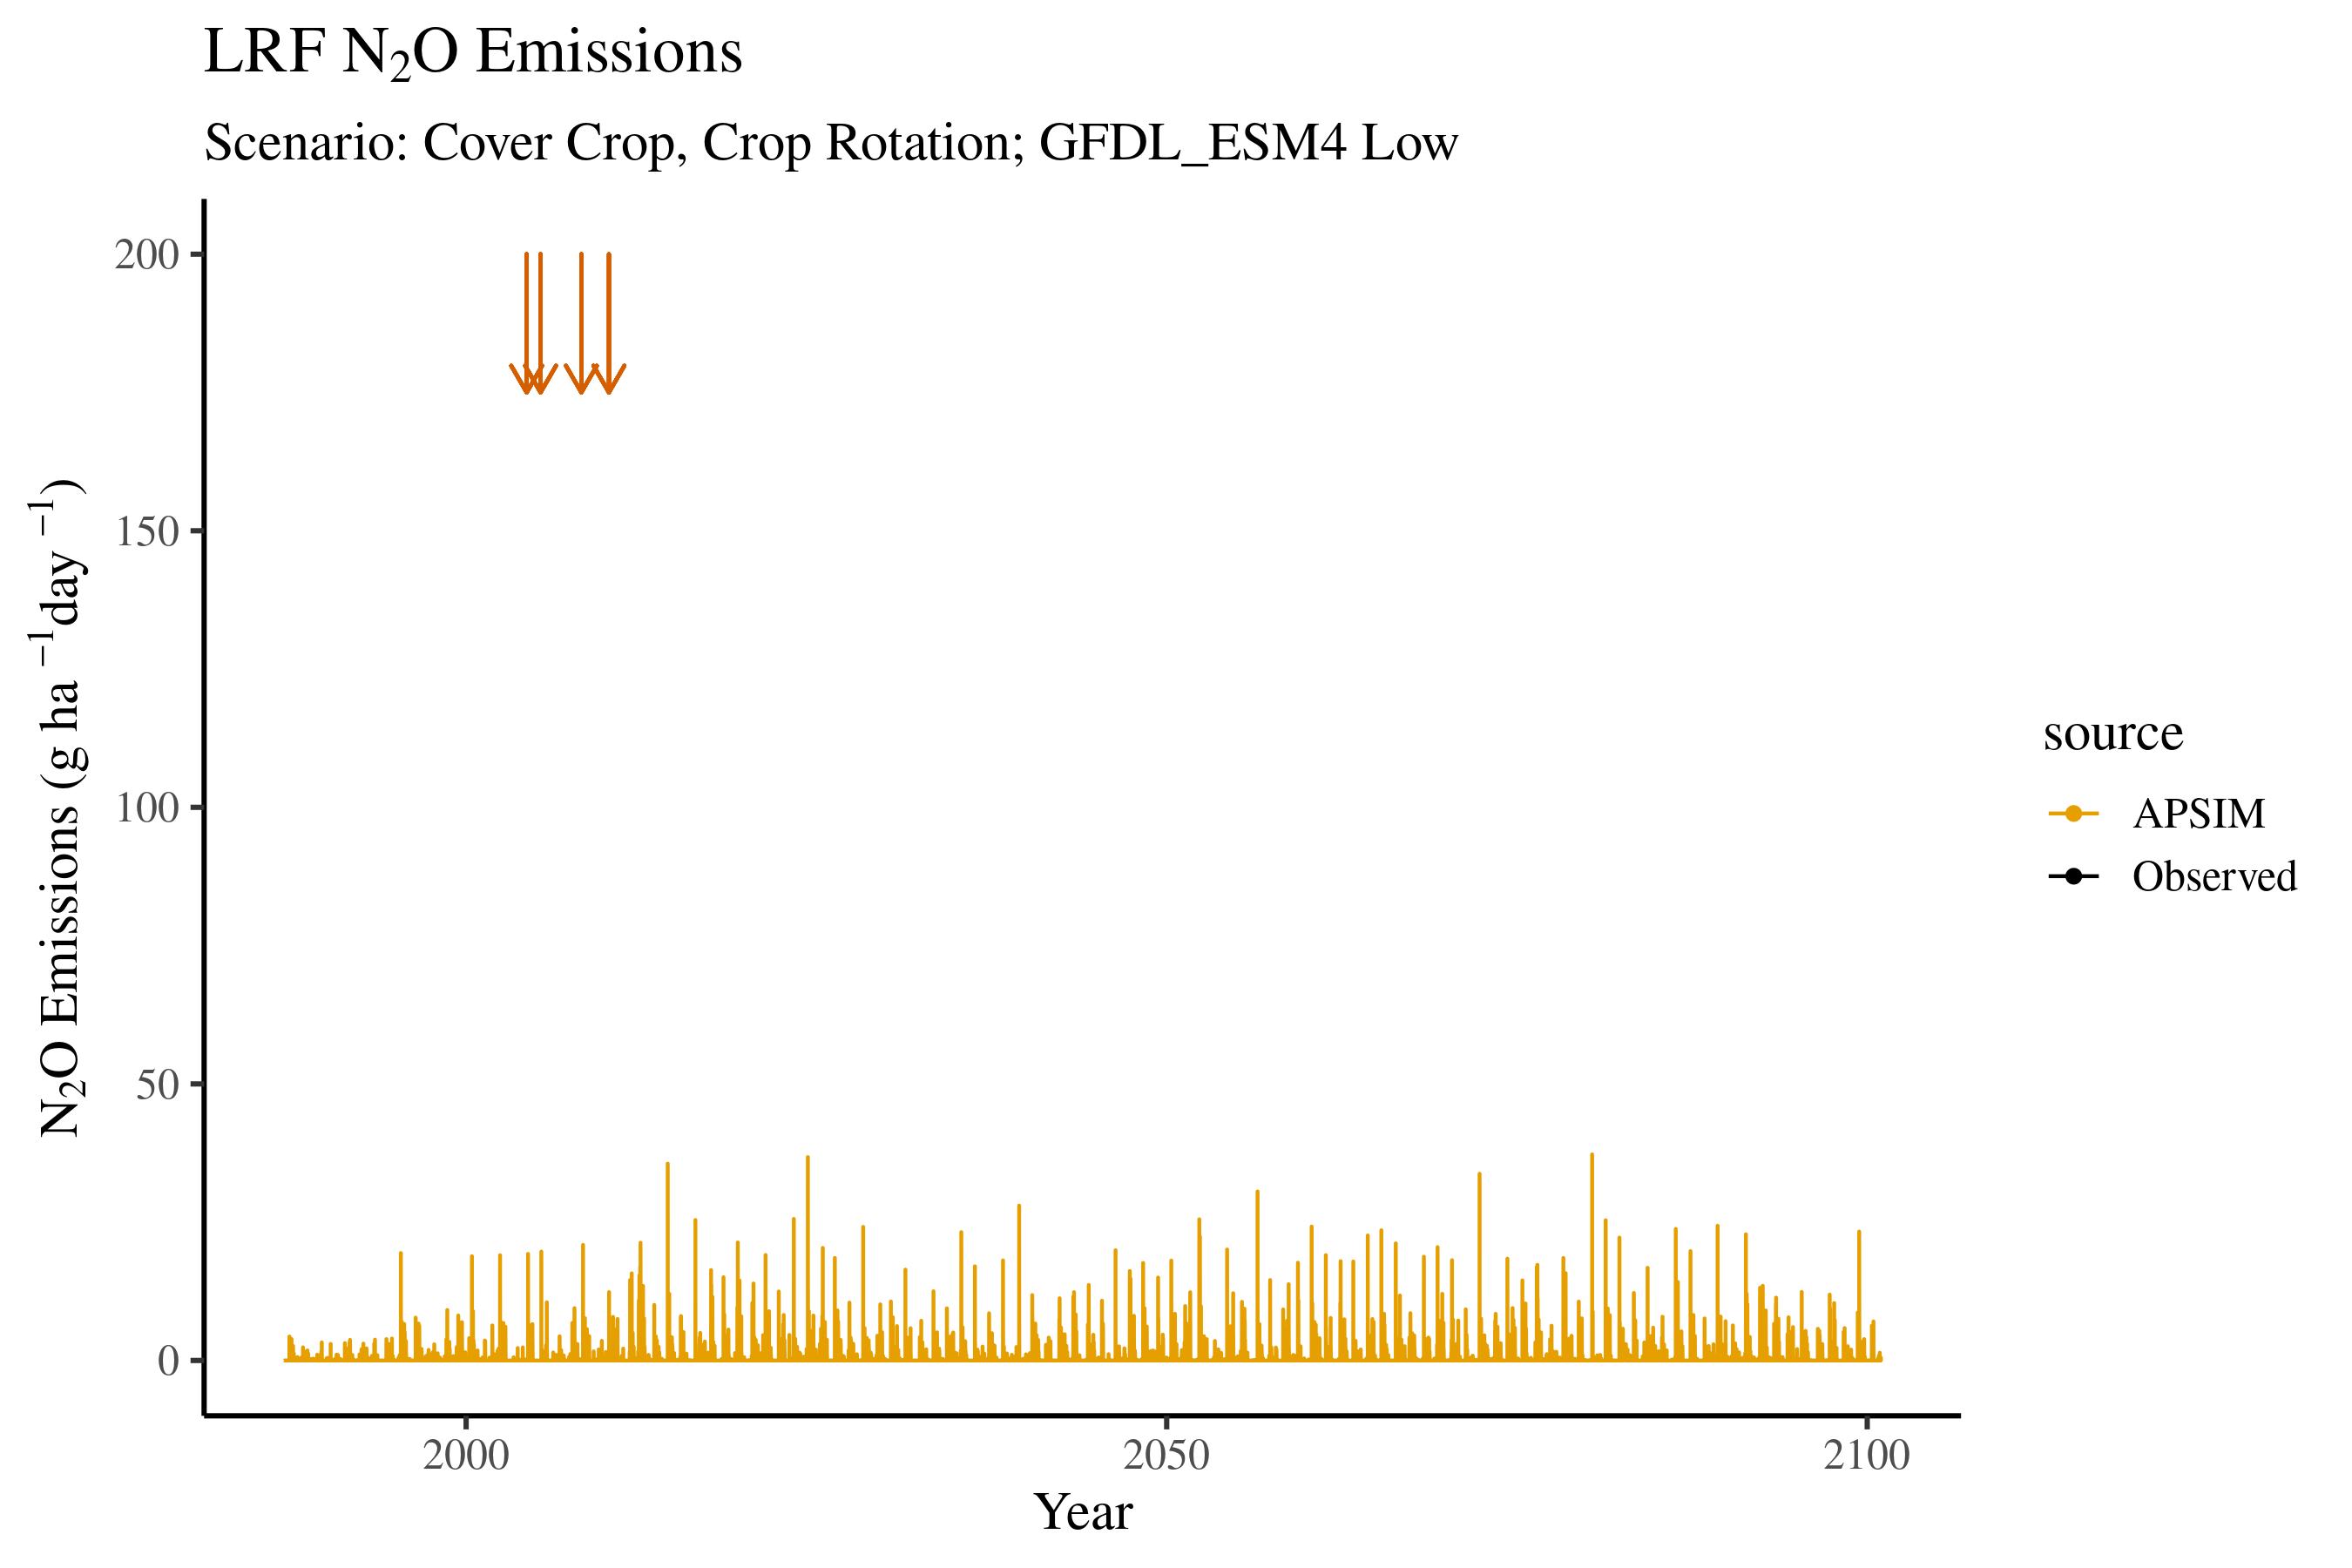 LRF N₂O Emissions
Scenario: Cover Crop, Crop Rotation; GFDL_ESM4 Low
N₂O Emissions (g ha ⁻¹day ⁻¹)
200
150
100
50
0
2000 2050 2100
Year
source
APSIM
Observed